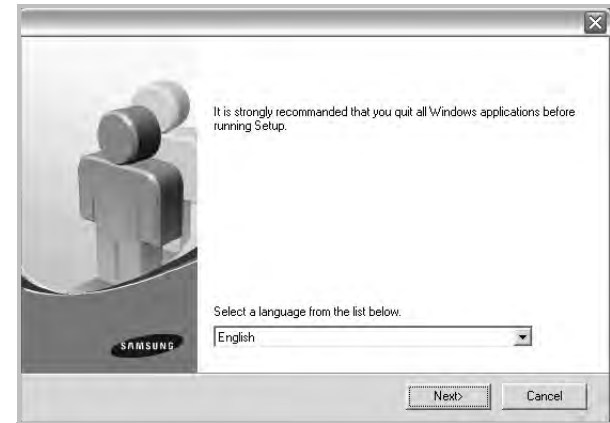 It is strongly recommanded that you quit all Windows applications before
running Setup.
Select a language from the list below.
English
SAMSUNG
Next>
Cancel